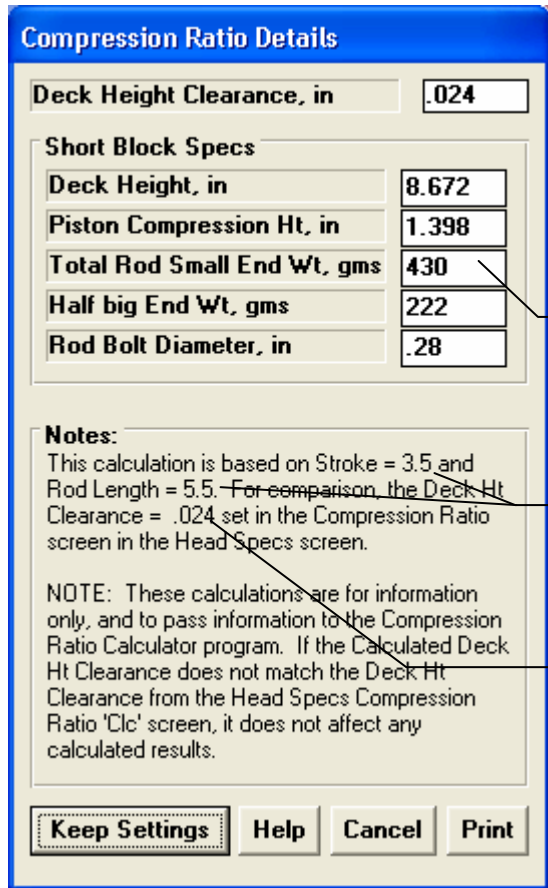 Compression Ratio Details
Deck Height Clearance, in .024
Short Block Specs
Deck Height, in 8.672
Piston Compression Ht, in 1.398
Total Rod Small End Wt, gms 430
Half big End Wt, gms 222
Rod Bolt Diameter, in .28
Notes:
This calculation is based on Stroke = 3.5 and
Rod Length = 5.5. For comparison, the Deck Ht
Clearance = .024 set in the Compression Ratio
screen in the Head Specs screen.
NOTE: These calculations are for information
only, and to pass information to the Compression
Ratio Calculator program. If the Calculated Deck
Ht Clearance does not match the Deck Ht
Clearance from the Head Specs Compression
Ratio 'Clc' screen, it does not affect any
calculated results.
Keep Settings Help Cancel Print